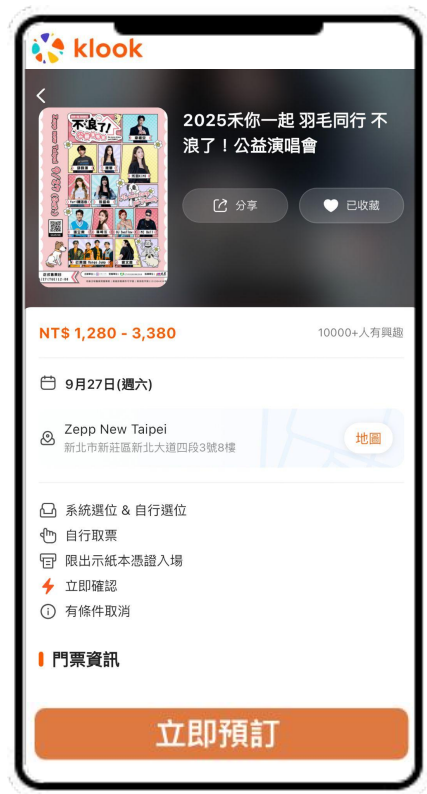 klook
不浪了!
2025禾你一起 羽毛同行 不
浪了！公益演唱會
分享
已收藏
NT$ 1,280 - 3,380
10000+人有興趣
9月27日(週六)
Zepp New Taipei
新北市新莊區新北大道四段3號8樓
地圖
系統選位 & 自行選位
自行取票
限出示紙本憑證入場
立即確認
有條件取消
門票資訊
立即預訂